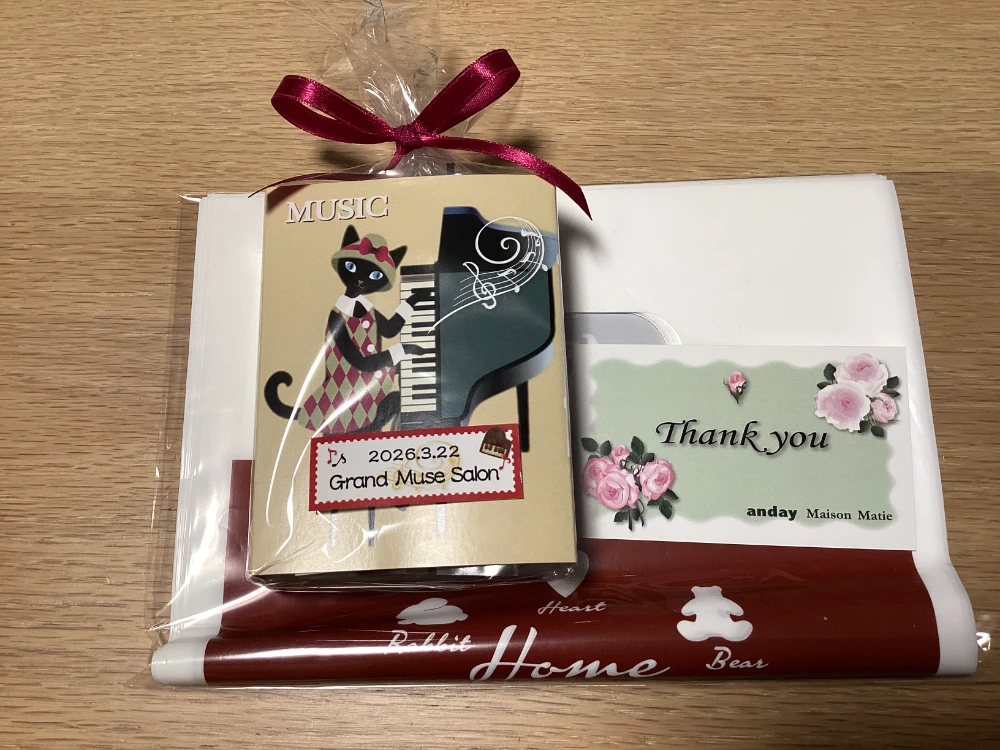 MUSIC
2026.3.22
Grand Muse Salon
Thank you
anday Maison Matie
Heart
Rabbit
Home
Bear